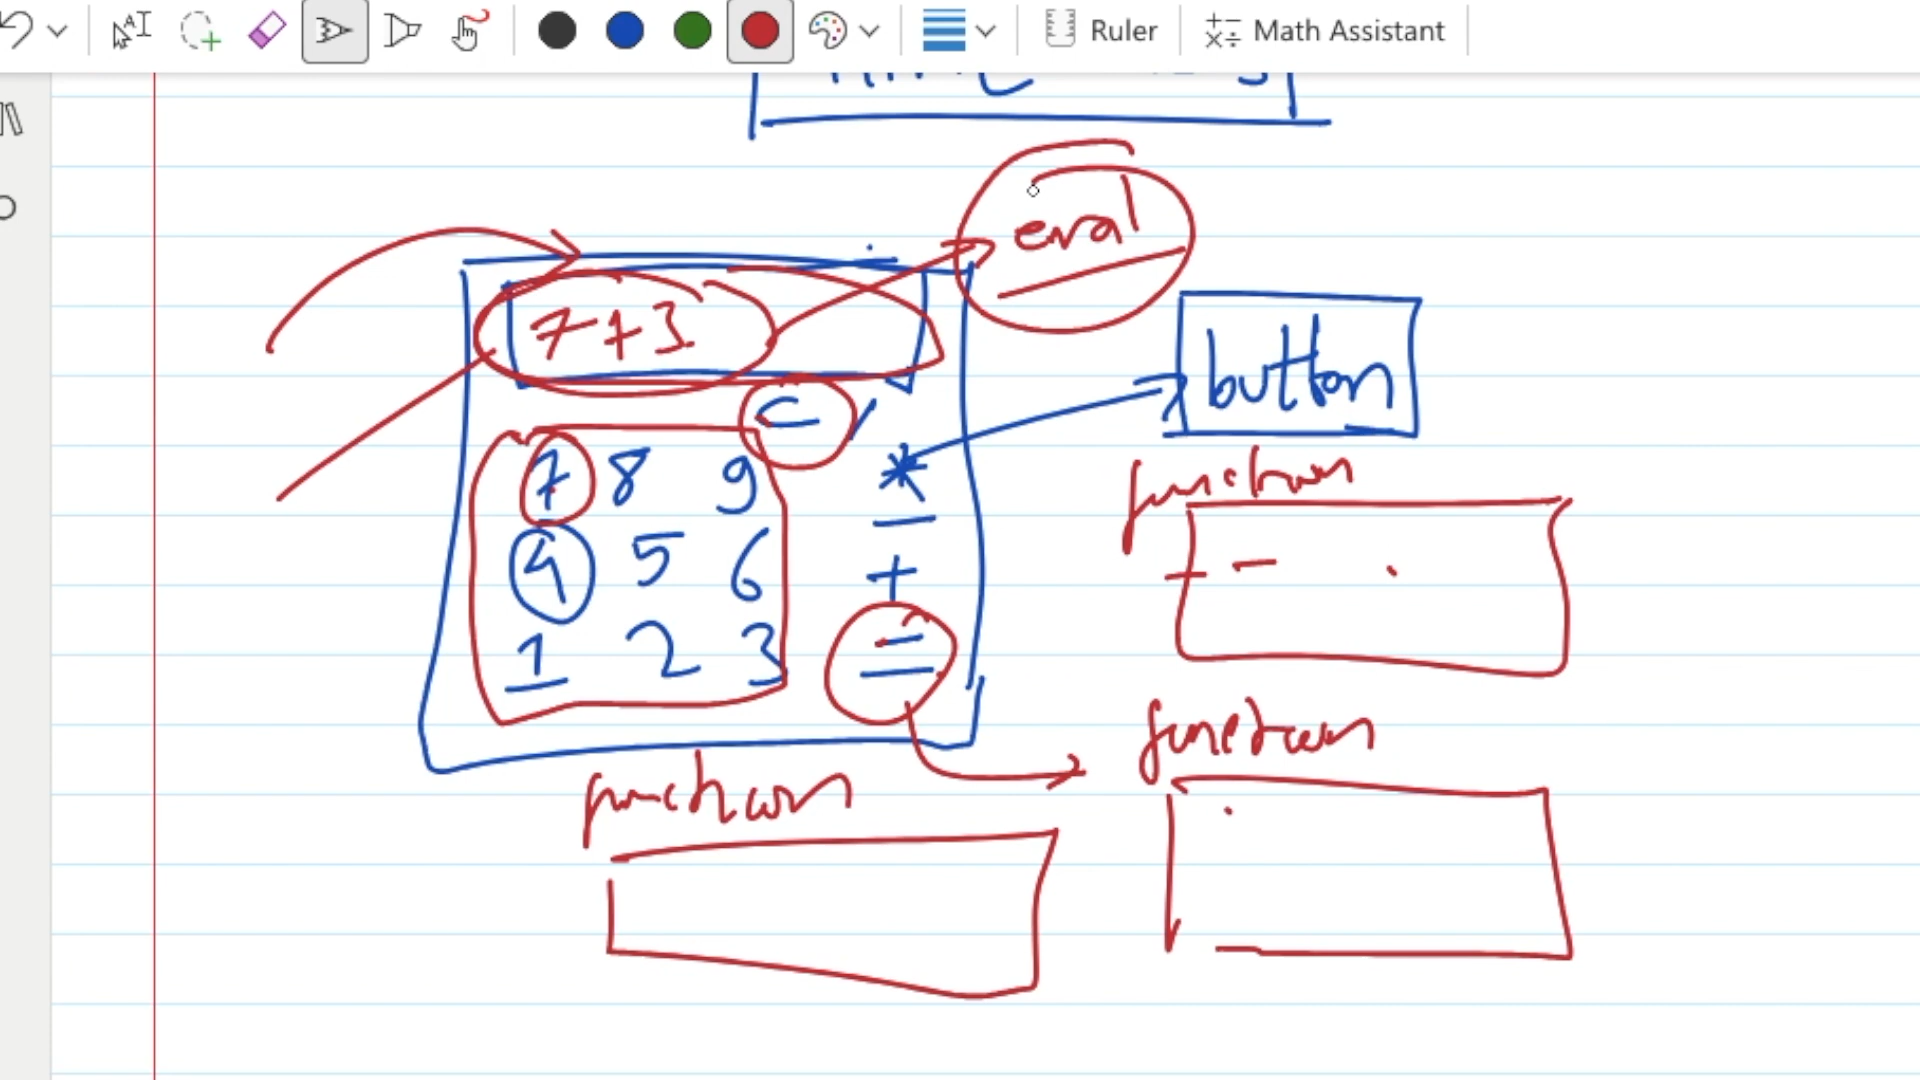 Ruler
Math Assistant
eval
7+3
button
C /
7 8 9 *
-
function
4 5 6 +
1 2 3 =
function
function